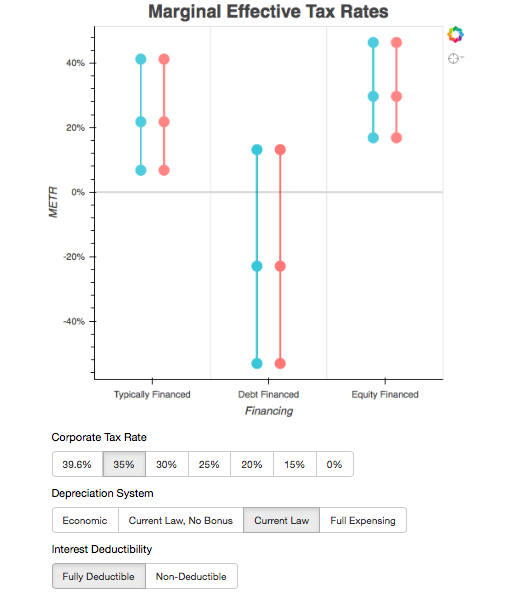 Marginal Effective Tax Rates
40%
20%
0%
-20%
-40%
METR
Typically Financed Debt Financed Equity Financed
Financing
Corporate Tax Rate
39.6% 35% 30% 25% 20% 15% 0%
Depreciation System
Economic Current Law, No Bonus Current Law Full Expensing
Interest Deductibility
Fully Deductible Non-Deductible